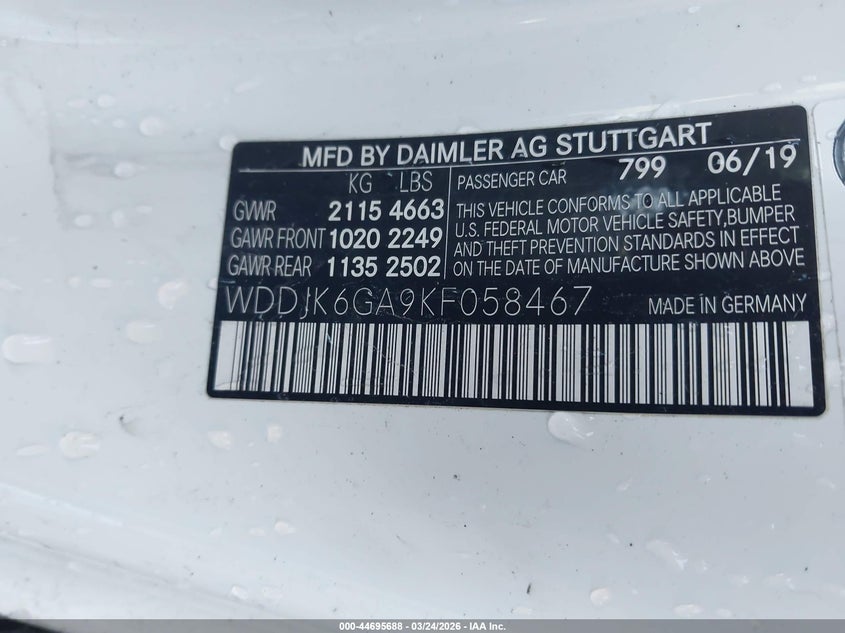 MFD BY DAIMLER AG STUTTGART
KG LBS
PASSENGER CAR 799 06/19
GVWR 2115 4663
GAWR FRONT 1020 2249
GAWR REAR 1135 2502
THIS VEHICLE CONFORMS TO ALL APPLICABLE
U.S. FEDERAL MOTOR VEHICLE SAFETY,BUMPER
AND THEFT PREVENTION STANDARDS IN EFFECT
ON THE DATE OF MANUFACTURE SHOWN ABOVE
WDDJK6GA9KF058467 MADE IN GERMANY
000-44695688 - 03/24/2026 - IAA Inc.